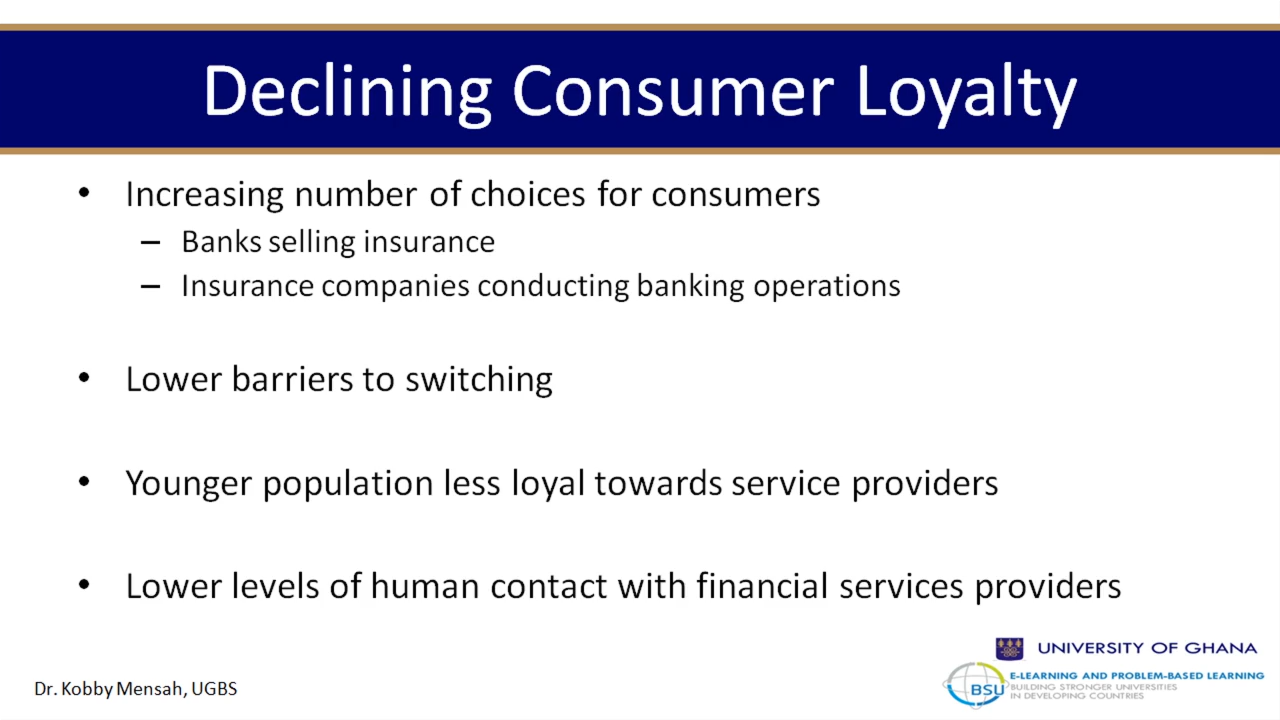 Declining Consumer Loyalty
• Increasing number of choices for consumers
– Banks selling insurance
– Insurance companies conducting banking operations
• Lower barriers to switching
• Younger population less loyal towards service providers
• Lower levels of human contact with financial services providers
UNIVERSITY OF GHANA
BSU
E-LEARNING AND PROBLEM-BASED LEARNING
BUILDING STRONGER UNIVERSITIES
IN DEVELOPING COUNTRIES
Dr. Kobby Mensah, UGBS